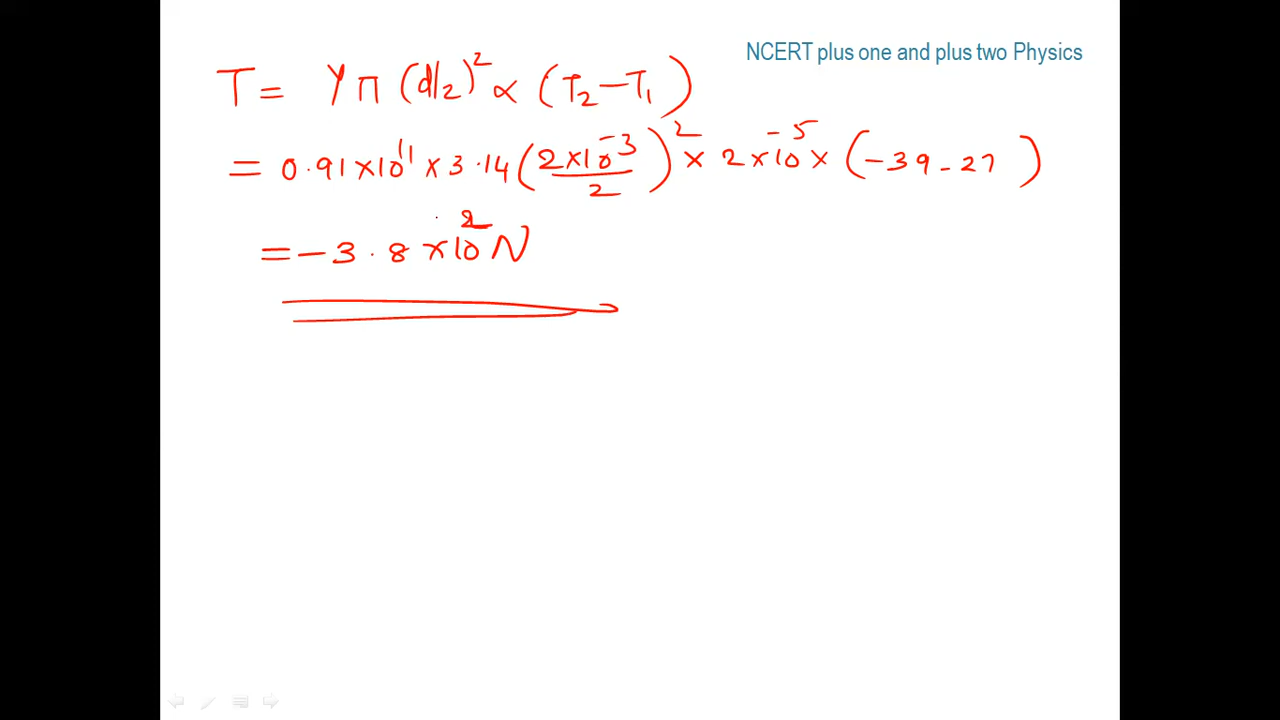 NCERT plus one and plus two Physics
T = Yπ (d/2)² ∝ (T₂ − T₁)
= 0.91 × 10¹¹ × 3.14 (2 × 10⁻³ / 2)² × 2 × 10⁻⁵ × (−39 − 27)
= −3.8 × 10² N